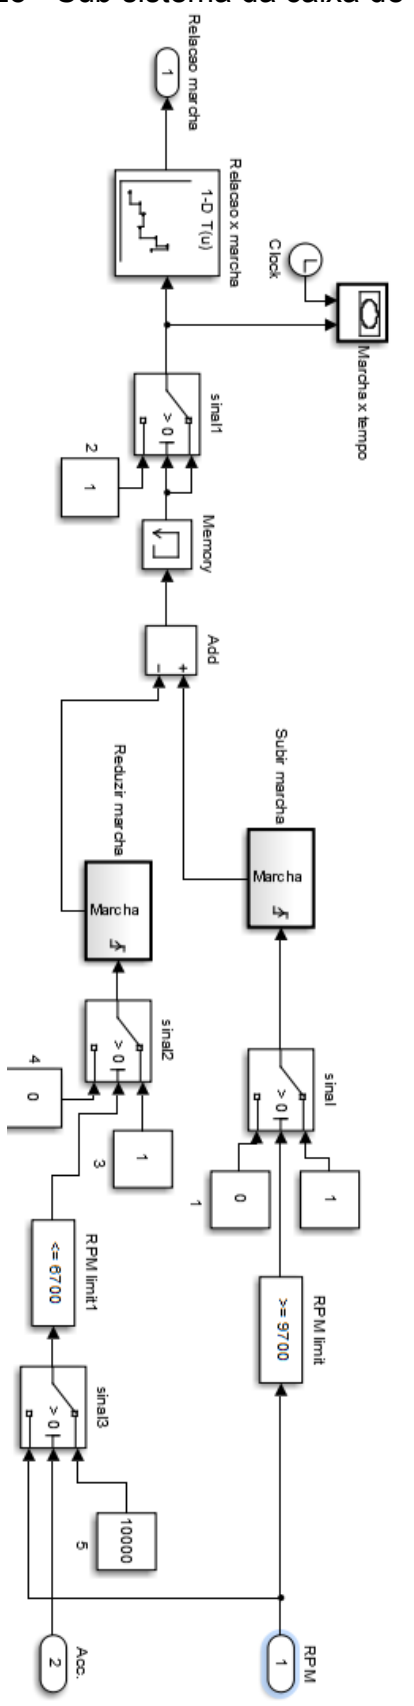 Sub sistema da caixa de
Relacao marcha
1
Relacao x marcha
1-D T(u)
Clock
Marcha x tempo
sinal1
> 0
2
1
Memory
Add
+
-
Subir marcha
Marcha
Reduzir marcha
Marcha
sinal
> 0
1
0
1
sinal2
> 0
1
3
4
0
RPM limit
>= 9700
RPM limit1
<= 6700
sinal3
> 0
10000
5
RPM
1
Acc.
2